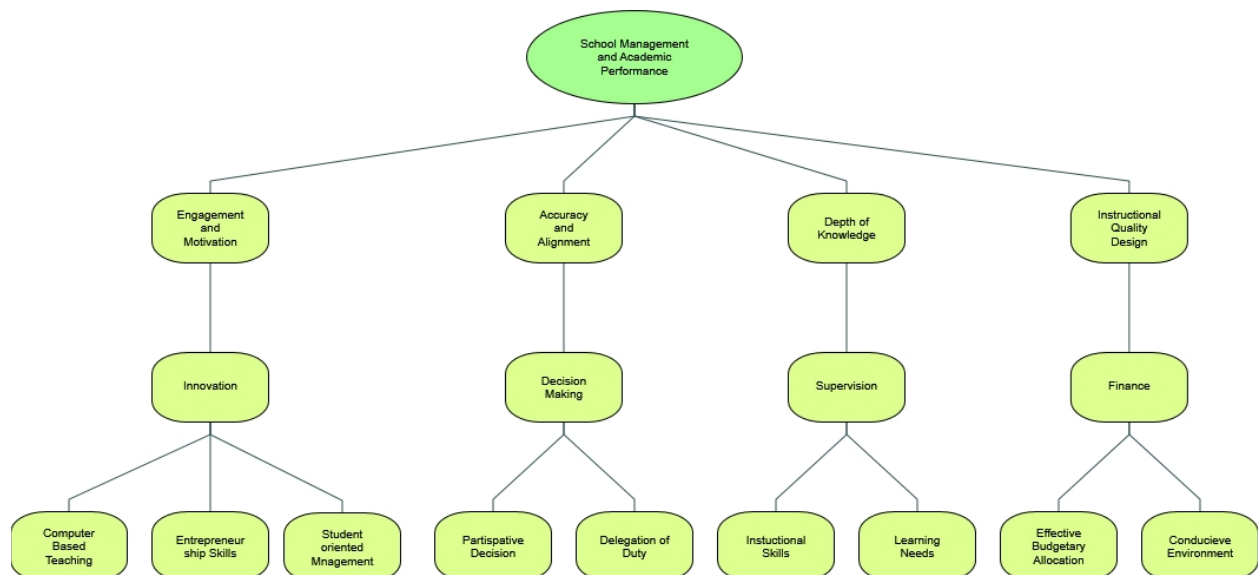 School Management
and Academic
Performance
Engagement
and
Motivation
Accuracy
and
Alignment
Depth of
Knowledge
Instructional
Quality
Design
Innovation
Decision
Making
Supervision
Finance
Computer
Based
Teaching
Entrepreneur
ship Skills
Student
oriented
Mnagement
Partispative
Decision
Delegation of
Duty
Instuctional
Skills
Learning
Needs
Effective
Budgetary
Allocation
Conducieve
Environment